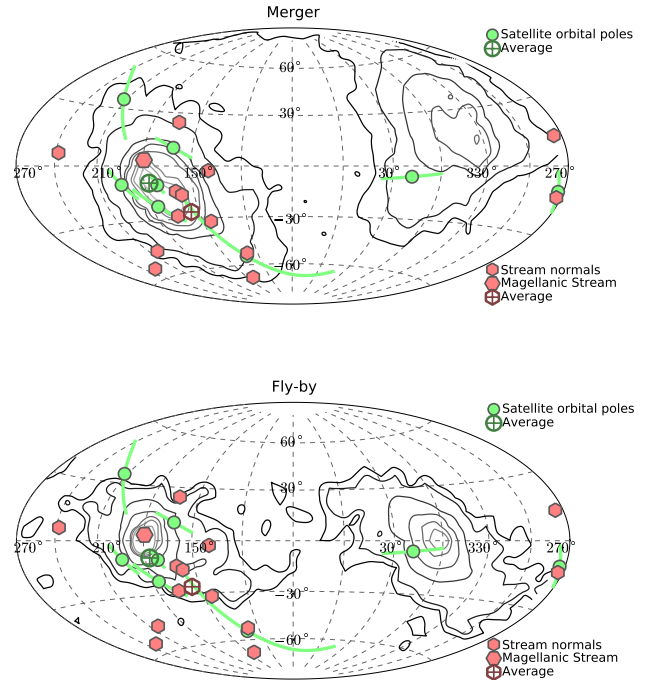 Merger
Satellite orbital poles
Average
60°
30°
270° 210° 150° 30° 330° 270°
−30°
−60°
Stream normals
Magellanic Stream
Average
Fly-by
Satellite orbital poles
Average
60°
30°
270° 210° 150° 30° 330° 270°
−30°
−60°
Stream normals
Magellanic Stream
Average